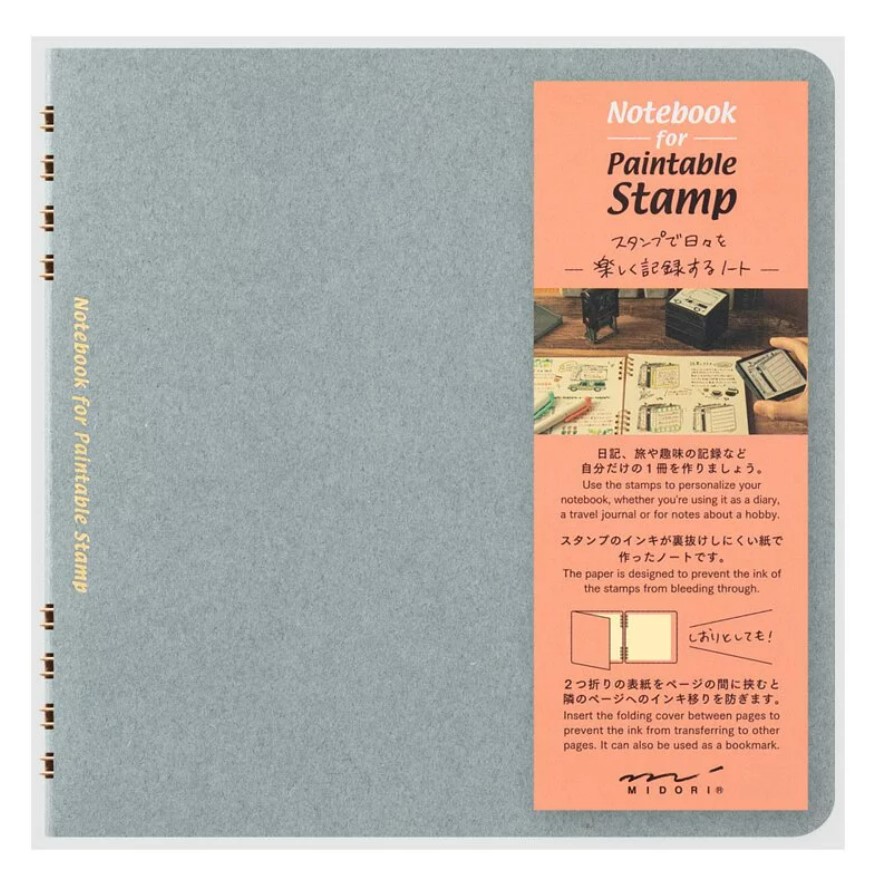 Notebook for Paintable Stamp
Notebook
for
Paintable
Stamp
スタンプで日々を
楽しく記録するノート
日記、旅や趣味の記録など
自分だけの1冊を作りましょう。
Use the stamps to personalize your
notebook, whether you're using it as a diary,
a travel journal or for notes about a hobby.
スタンプのインキが裏抜けしにくい紙で
作ったノートです。
The paper is designed to prevent the ink of
the stamps from bleeding through.
しおりとしても!
2つ折りの表紙をページの間に挟むと
隣のページへのインキ移りを防ぎます。
Insert the folding cover between pages to
prevent the ink from transferring to other
pages. It can also be used as a bookmark.
MIDORI®